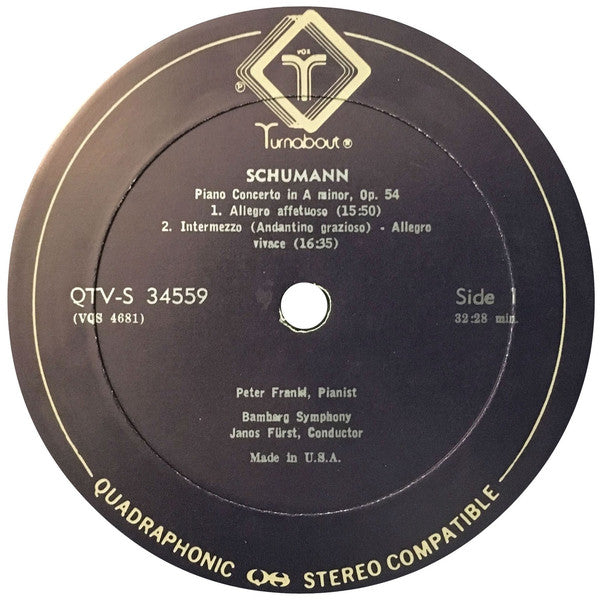 VOX
℗
Turnabout ®
SCHUMANN
Piano Concerto in A minor, Op. 54
1. Allegro affetuoso (15:50)
2. Intermezzo (Andantino grazioso) - Allegro
vivace (16:35)
QTV-S 34559
(VQS 4681)
Side 1
32:28 min.
Peter Frankl, Pianist
Bamberg Symphony
Janos Fürst, Conductor
Made in U.S.A.
QUADRAPHONIC QS STEREO COMPATIBLE